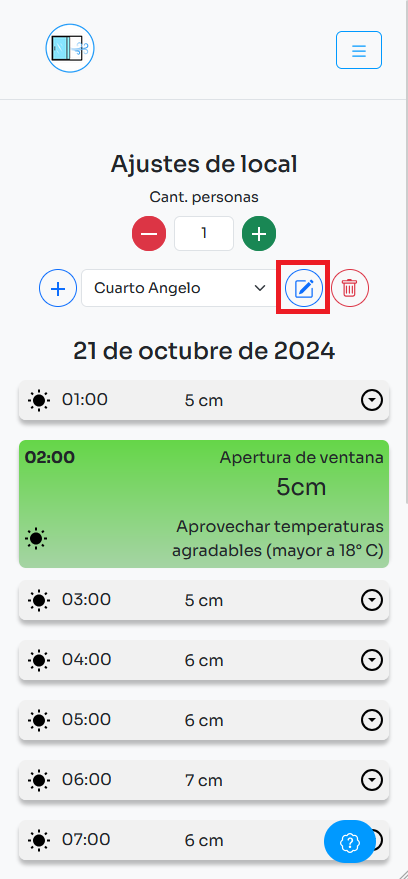 Ajustes de local
Cant. personas
1
Cuarto Angelo
21 de octubre de 2024
01:00 5 cm
02:00 Apertura de ventana
5cm
Aprovechar temperaturas
agradables (mayor a 18° C)
03:00 5 cm
04:00 6 cm
05:00 6 cm
06:00 7 cm
07:00 6 cm